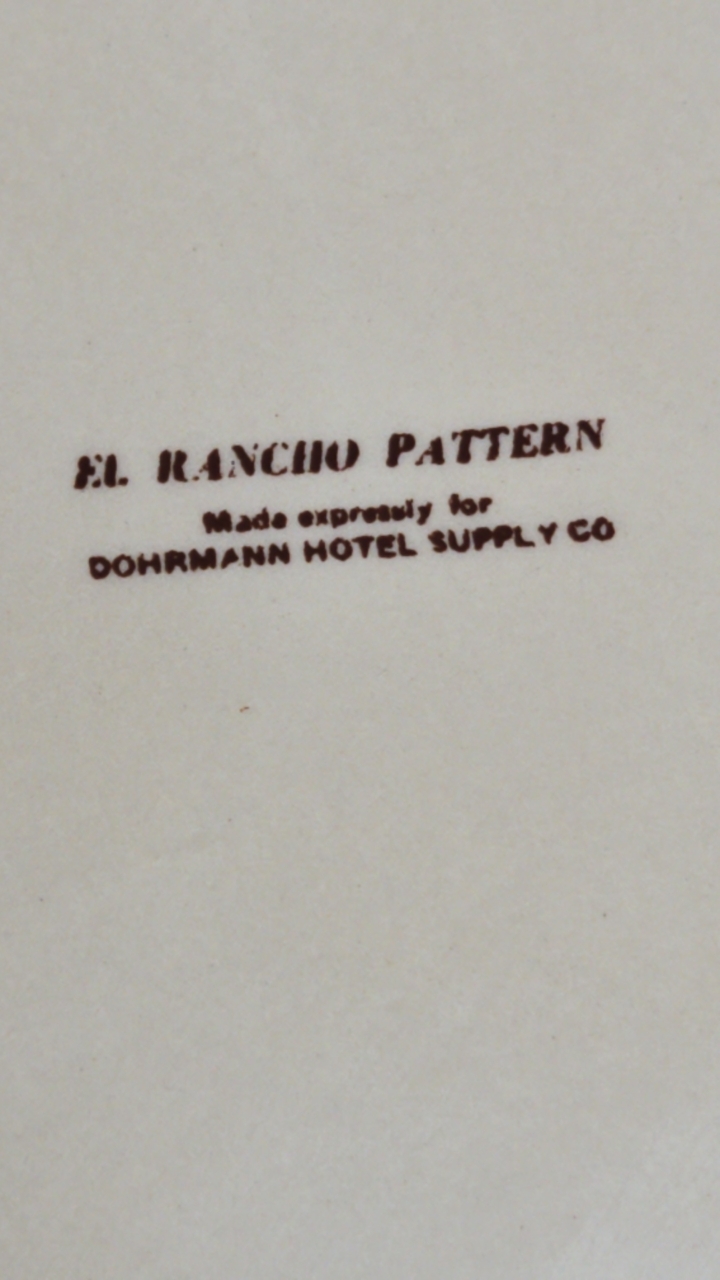 EL RANCHO PATTERN
Made expressly for
DOHRMANN HOTEL SUPPLY CO